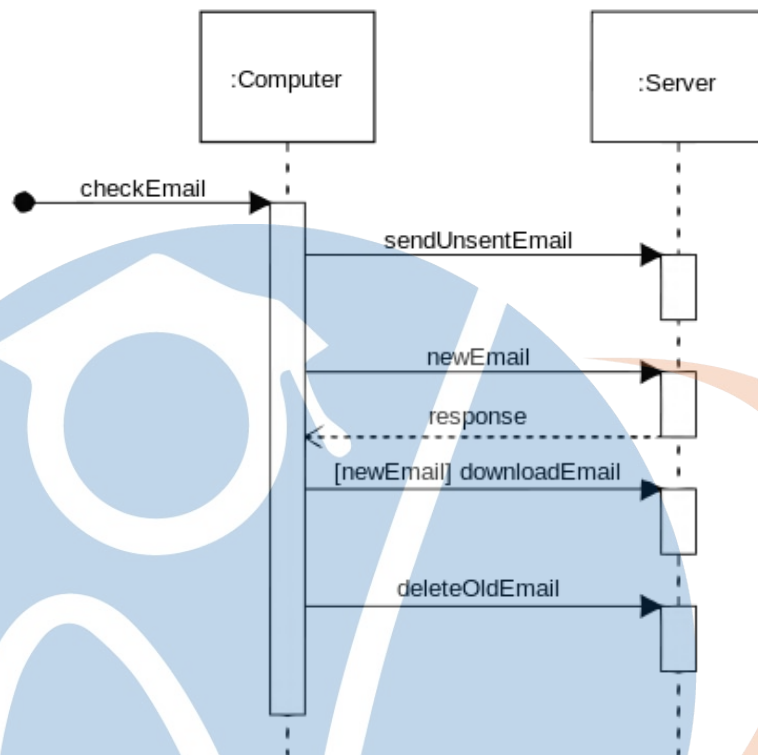 :Computer
:Server
checkEmail
sendUnsentEmail
newEmail
response
[newEmail] downloadEmail
deleteOldEmail